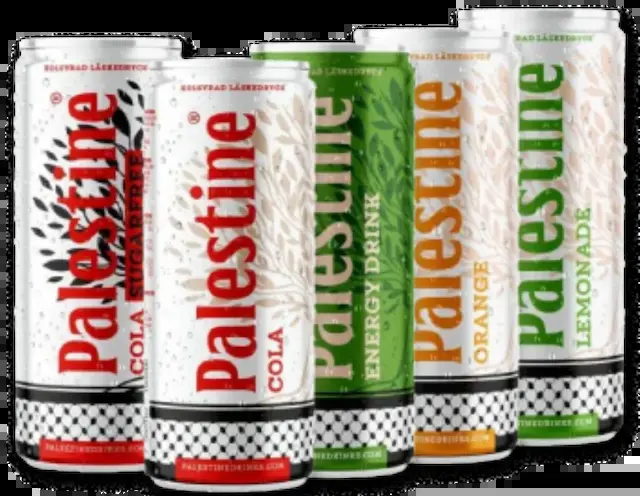 KOLSYRAD LÄSKEDRYCK
Palestine®
COLA SUGARFREE
PALESTINEDRINKS.COM
KOLSYRAD LÄSKEDRYCK
Palestine®
COLA
PALESTINEDRINKS.COM
Palestine
ENERGY DRINK
Palestine
ORANGE
LÄSKEDRYCK
Palestine
LEMONADE